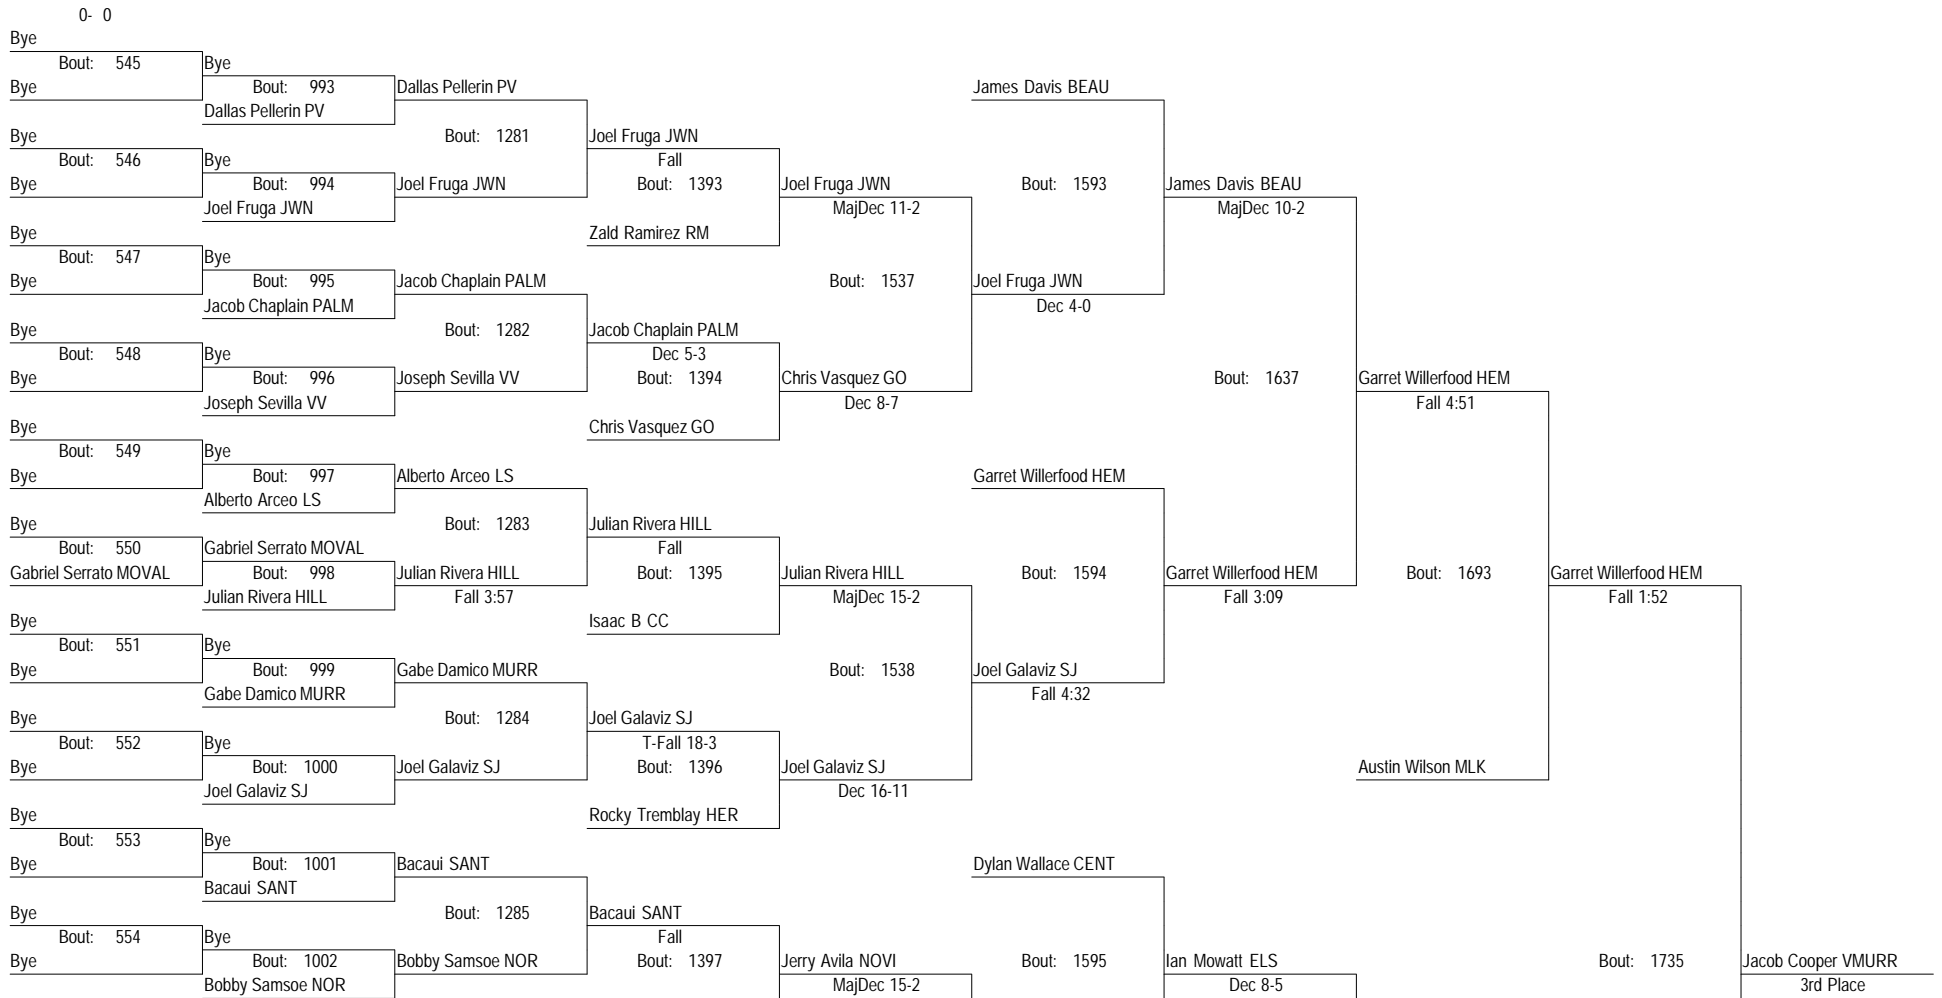 0- 0
Bye
Bout: 545 Bye
Bye Bout: 993 Dallas Pellerin PV James Davis BEAU
Dallas Pellerin PV
Bye Bout: 1281 Joel Fruga JWN
Bout: 546 Bye Fall
Bye Bout: 994 Joel Fruga JWN Bout: 1393 Joel Fruga JWN Bout: 1593 James Davis BEAU
Joel Fruga JWN MajDec 11-2 MajDec 10-2
Bye Zald Ramirez RM
Bout: 547 Bye
Bye Bout: 995 Jacob Chaplain PALM Bout: 1537 Joel Fruga JWN
Jacob Chaplain PALM Dec 4-0
Bye Bout: 1282 Jacob Chaplain PALM
Bout: 548 Bye Dec 5-3
Bye Bout: 996 Joseph Sevilla VV Bout: 1394 Chris Vasquez GO Bout: 1637 Garret Willerfood HEM
Joseph Sevilla VV Dec 8-7 Fall 4:51
Bye Chris Vasquez GO
Bout: 549 Bye
Bye Bout: 997 Alberto Arceo LS Garret Willerfood HEM
Alberto Arceo LS
Bye Bout: 1283 Julian Rivera HILL
Bout: 550 Gabriel Serrato MOVAL Fall
Gabriel Serrato MOVAL Bout: 998 Julian Rivera HILL Bout: 1395 Julian Rivera HILL Bout: 1594 Garret Willerfood HEM Bout: 1693 Garret Willerfood HEM
Julian Rivera HILL Fall 3:57 MajDec 15-2 Fall 3:09 Fall 1:52
Bye Isaac B CC
Bout: 551 Bye
Bye Bout: 999 Gabe Damico MURR Bout: 1538 Joel Galaviz SJ
Gabe Damico MURR Fall 4:32
Bye Bout: 1284 Joel Galaviz SJ
Bout: 552 Bye T-Fall 18-3
Bye Bout: 1000 Joel Galaviz SJ Bout: 1396 Joel Galaviz SJ Austin Wilson MLK
Joel Galaviz SJ Dec 16-11
Bye Rocky Tremblay HER
Bout: 553 Bye
Bye Bout: 1001 Bacaui SANT Dylan Wallace CENT
Bacaui SANT
Bye Bout: 1285 Bacaui SANT
Bout: 554 Bye Fall
Bye Bout: 1002 Bobby Samsoe NOR Bout: 1397 Jerry Avila NOVI Bout: 1595 Ian Mowatt ELS Bout: 1735 Jacob Cooper VMURR
Bobby Samsoe NOR MajDec 15-2 Dec 8-5 3rd Place